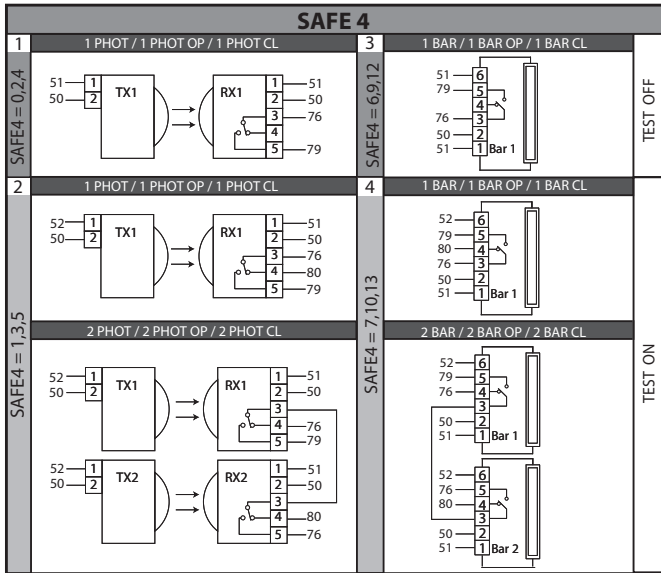 SAFE 4
1
1 PHOT / 1 PHOT OP / 1 PHOT CL
SAFE4 = 0,2,4
51 1
50 2
TX1
RX1
1 51
2 50
3 76
4
5 79
3
1 BAR / 1 BAR OP / 1 BAR CL
SAFE4 = 6,9,12
51 6
79 5
4
76 3
50 2
51 1 Bar 1
TEST OFF
2
1 PHOT / 1 PHOT OP / 1 PHOT CL
SAFE4 = 1,3,5
52 1
50 2
TX1
RX1
1 51
2 50
3 76
4 80
5 79
2 PHOT / 2 PHOT OP / 2 PHOT CL
52 1
50 2
TX1
RX1
1 51
2 50
3
4 76
5 79
52 1
50 2
TX2
RX2
1 51
2 50
3
4 80
5 76
4
1 BAR / 1 BAR OP / 1 BAR CL
SAFE4 = 7,10,13
52 6
79 5
80 4
76 3
50 2
51 1 Bar 1
2 BAR / 2 BAR OP / 2 BAR CL
52 6
79 5
76 4
3
50 2
51 1 Bar 1
52 6
76 5
80 4
3
50 2
51 1 Bar 2
TEST ON